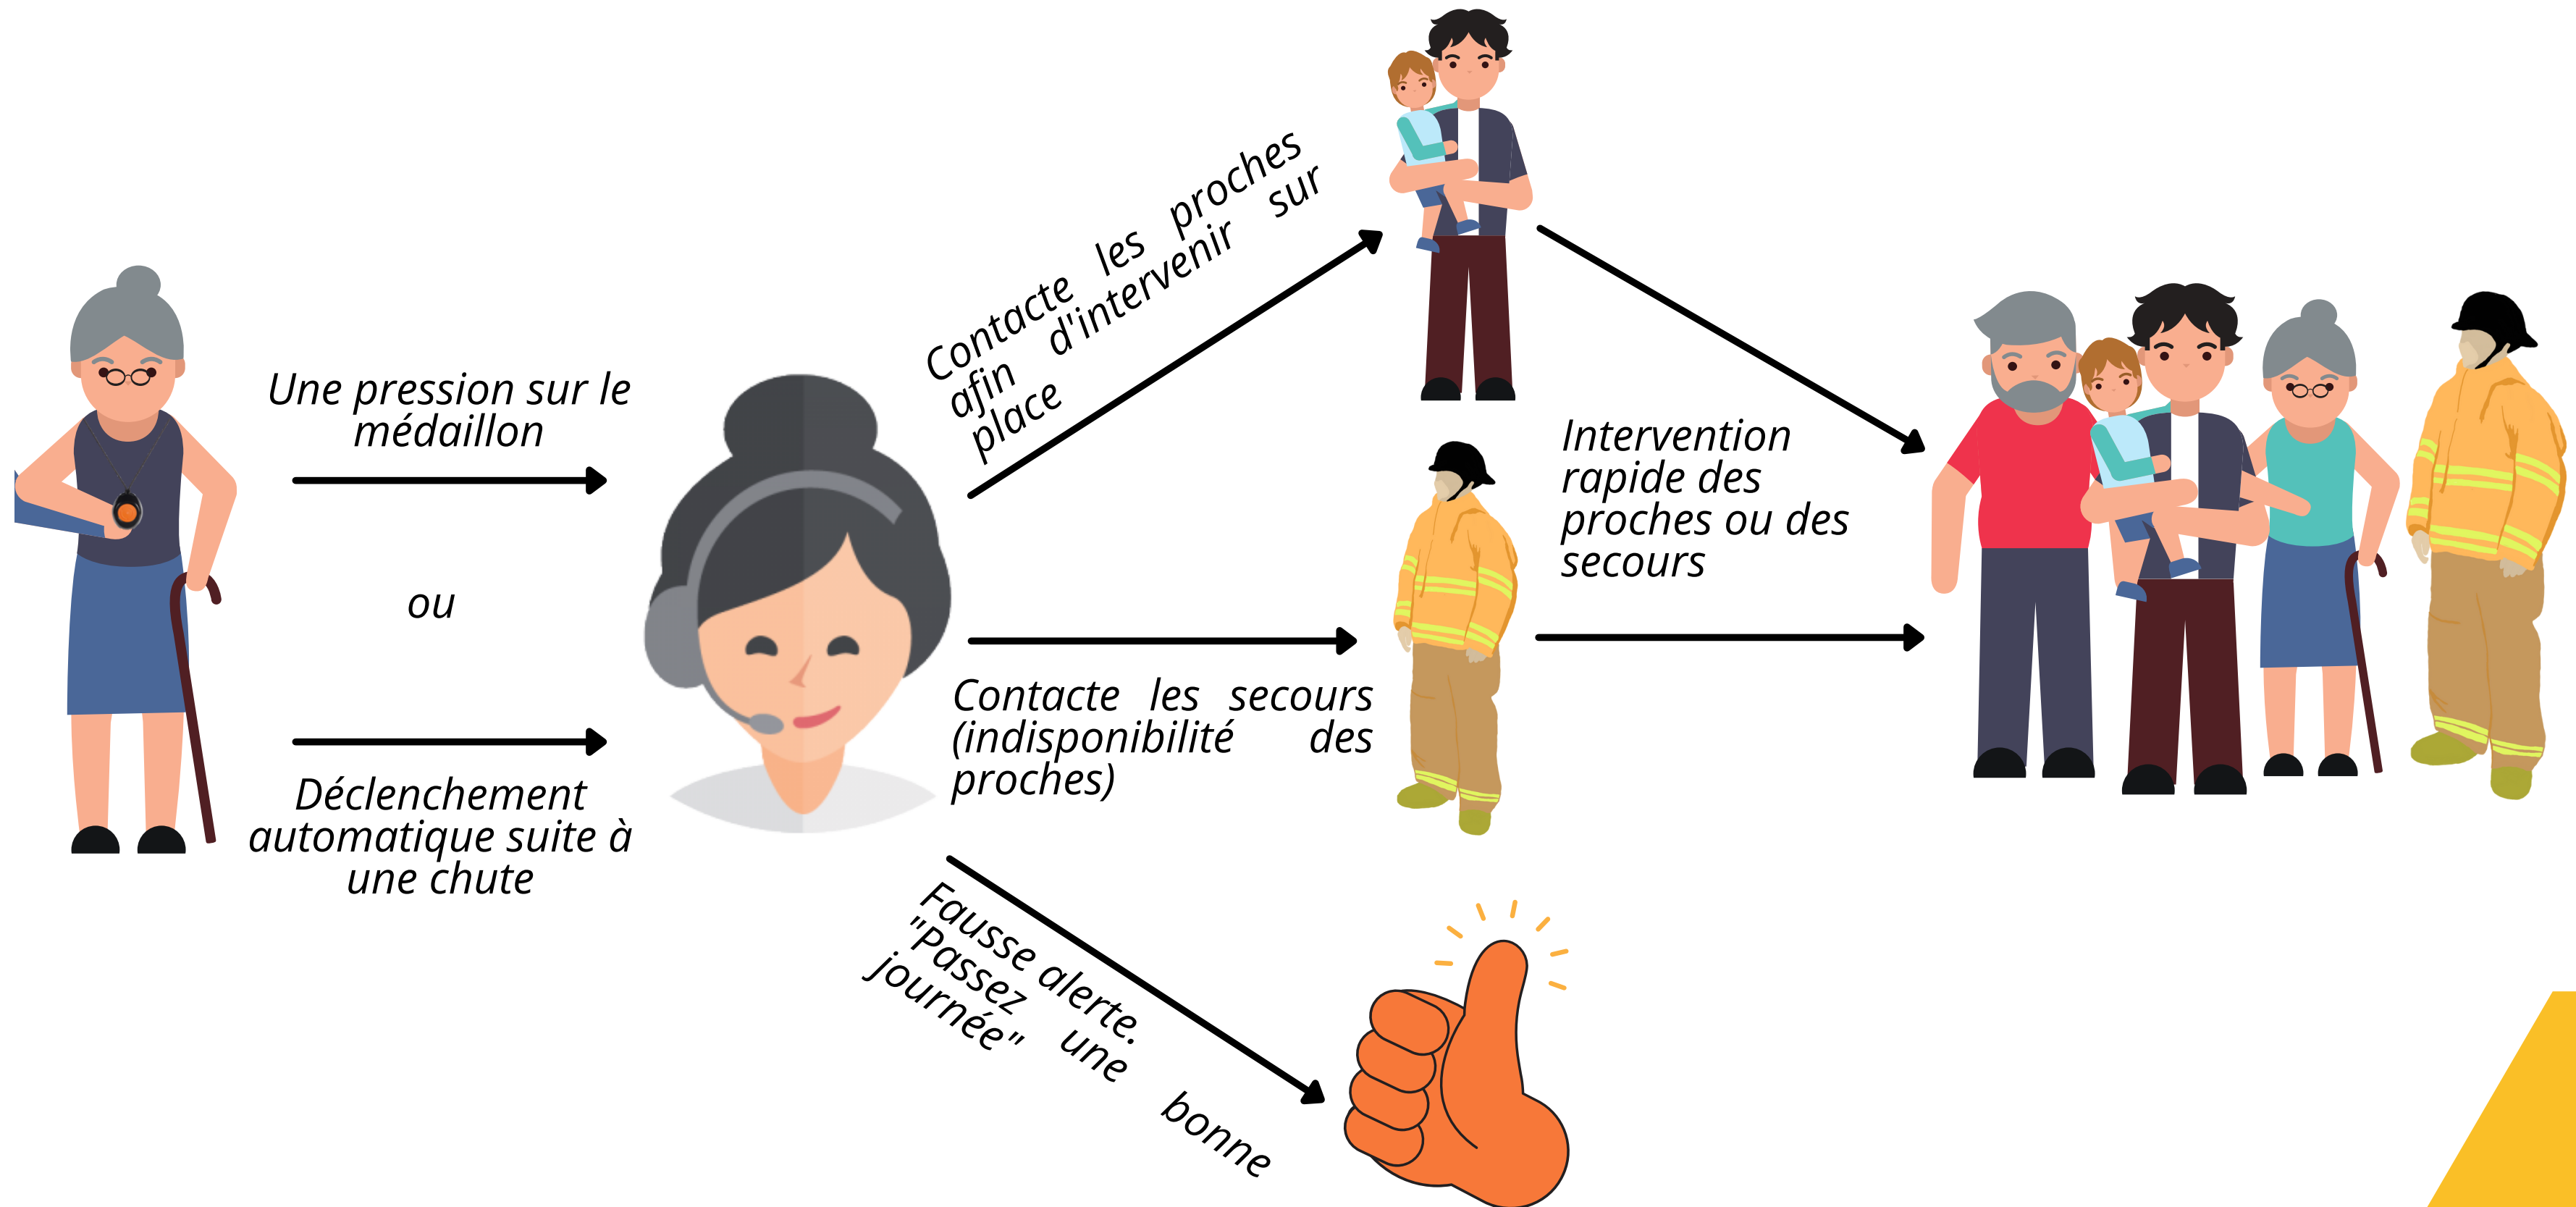 Une pression sur le
médaillon
ou
Déclenchement
automatique suite à
une chute
Contacte les proches
afin d'intervenir sur
place
Contacte les secours
(indisponibilité des
proches)
Fausse alerte.
"Passez une bonne
journée"
Intervention
rapide des
proches ou des
secours